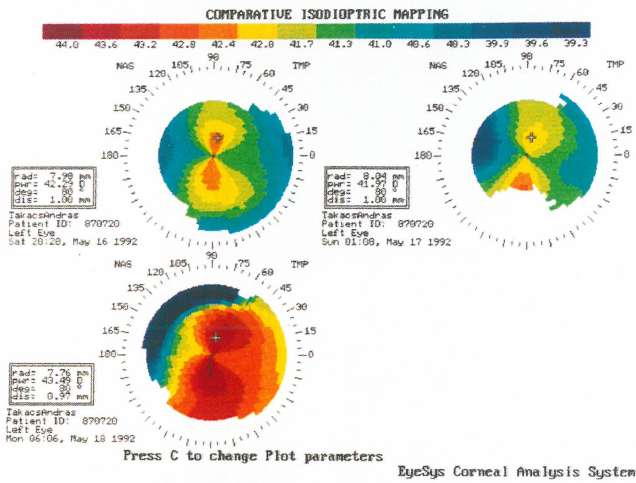 COMPARATIVE ISODIOPTRIC MAPPING
44.0 43.6 43.2 42.8 42.4 42.0 41.7 41.3 41.0 40.6 40.3 39.9 39.6 39.3
NAS 135 120 105 90 75 60 TMP
45
150 30
165 15
180 0
rad= 7.98 mm
pwr= 42.29 D
deg= 80 °
dis= 1.00 mm
TakacsAndras
Patient ID: 870720
Left Eye
Sat 20:28, May 16 1992
NAS 135 120 105 90 75 60 TMP
45
150 30
165 15
180 0
rad= 8.04 mm
pwr= 41.97 D
deg= 80 °
dis= 1.00 mm
TakacsAndras
Patient ID: 870720
Left Eye
Sun 01:08, May 17 1992
NAS 135 120 105 90 75 60 TMP
45
150 30
165 15
180 0
rad= 7.76 mm
pwr= 43.49 D
deg= 80 °
dis= 0.97 mm
TakacsAndras
Patient ID: 870720
Left Eye
Mon 06:06, May 18 1992
Press C to change Plot parameters
EyeSys Corneal Analysis System